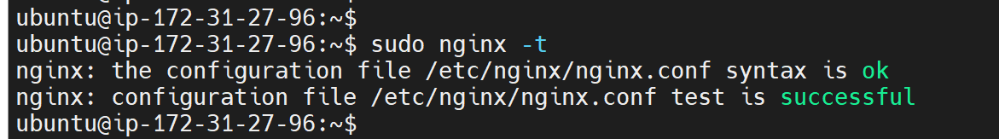 ubuntu@ip-172-31-27-96:~$
ubuntu@ip-172-31-27-96:~$ sudo nginx -t
nginx: the configuration file /etc/nginx/nginx.conf syntax is ok
nginx: configuration file /etc/nginx/nginx.conf test is successful
ubuntu@ip-172-31-27-96:~$